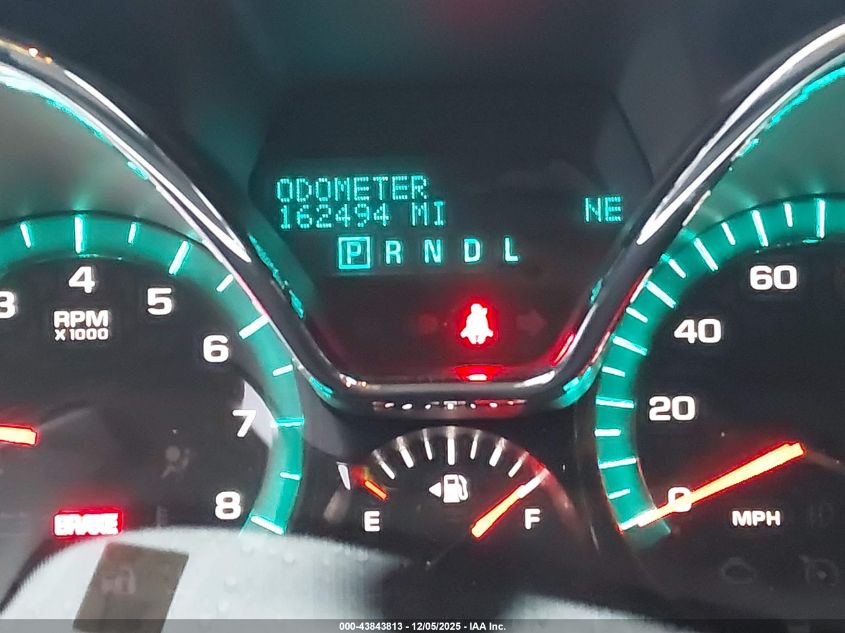 ODOMETER
162494 MI
NE
P R N D L
3
4
5
6
7
8
RPM
X1000
BRAKE
E
F
0
20
40
60
MPH
000-43843813 - 12/05/2025 - IAA Inc.